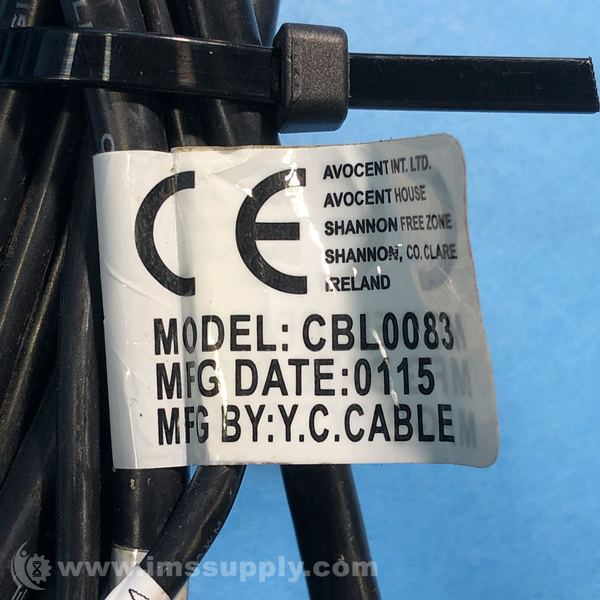 CE
AVOCENT INT. LTD.
AVOCENT HOUSE
SHANNON FREE ZONE
SHANNON, CO. CLARE
IRELAND
MODEL: CBL0083
MFG DATE:0115
MFG BY:Y.C.CABLE
www.imssupply.com